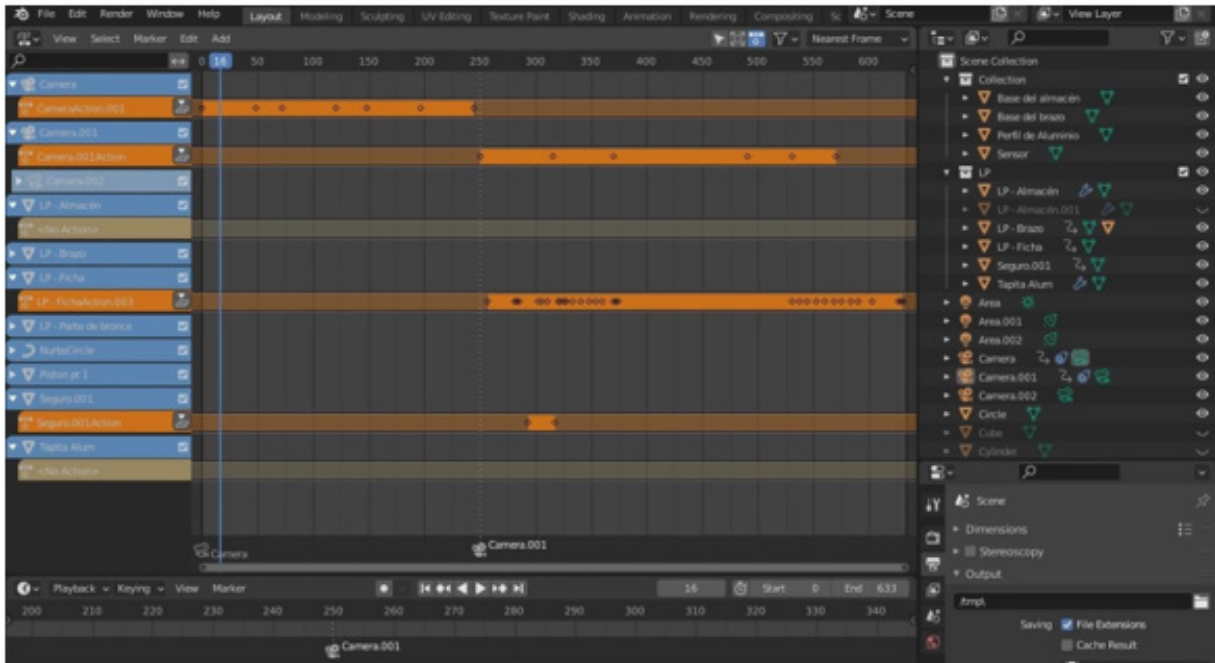 File Edit Render Window Help Layout Modeling Sculpting UV Editing Texture Paint Shading Animation Rendering Compositing Sc Scene View Layer
View Select Marker Edit Add Nearest Frame
0 16 50 100 150 200 250 300 350 400 450 500 550 600
Camera
CameraAction.001
Camera.001
Camera.001Action
Camera.002
LP - Almacén
<No Action>
LP - Brazo
LP - Ficha
LP - FichaAction.003
LP - Parte de bronce
NurbsCircle
Piston pt 1
Seguro.001
Seguro.001Action
Tapita Alum
<No Action>
Camera
Camera.001
Scene Collection
Collection
Base del almacén
Base del brazo
Perfil de Aluminio
Sensor
LP
LP - Almacén
LP - Almacén.001
LP - Brazo
LP - Ficha
Seguro.001
Tapita Alum
Area
Area.001
Area.002
Camera
Camera.001
Camera.002
Circle
Cube
Cylinder
Scene
Dimensions
Stereoscopy
Output
/tmp\
Saving File Extensions
Cache Result
Playback Keying View Marker 16 Start 0 End 633
200 210 220 230 240 250 260 270 280 290 300 310 320 330 340
Camera.001